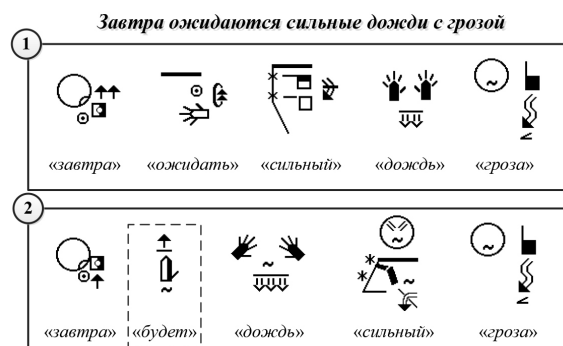 Завтра ожидаются сильные дожди с грозой
1
«завтра» «ожидать» «сильный» «дождь» «гроза»
2
«завтра» «будет» «дождь» «сильный» «гроза»